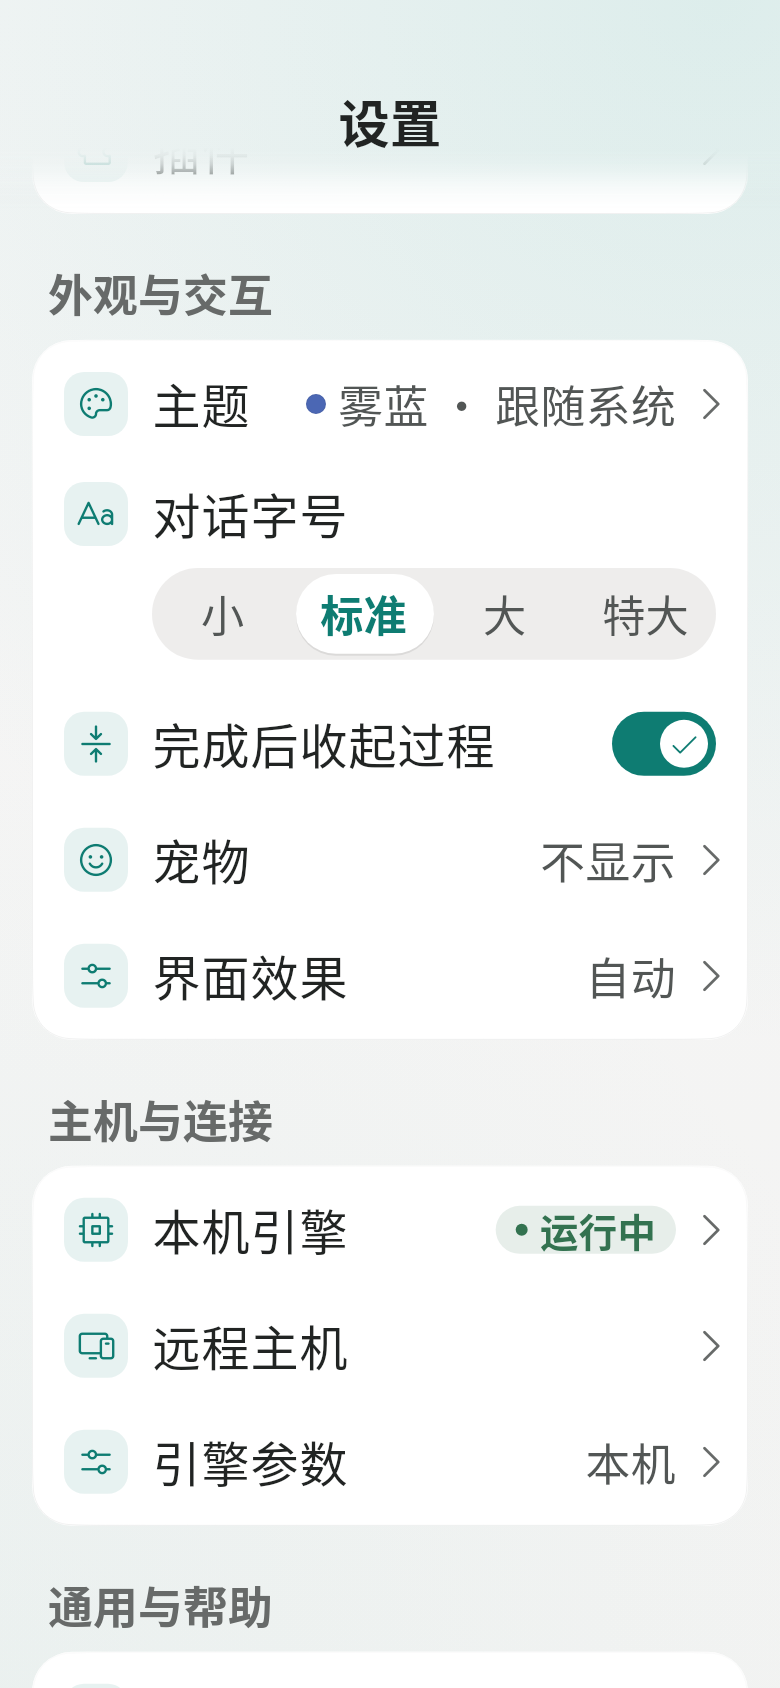 设置
插件
外观与交互
主题 雾蓝 · 跟随系统
Aa 对话字号
小 标准 大 特大
完成后收起过程
宠物 不显示
界面效果 自动
主机与连接
本机引擎 运行中
远程主机
引擎参数 本机
通用与帮助